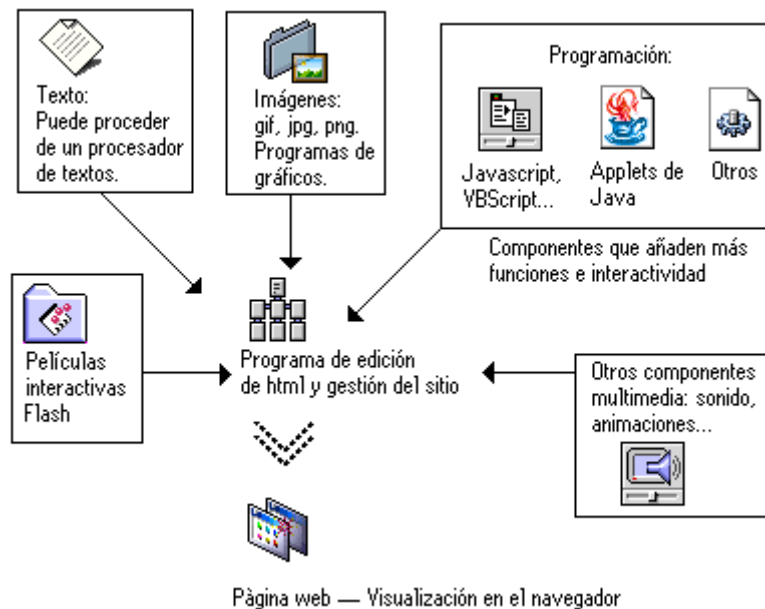 Texto:
Puede proceder
de un procesador
de textos.
Imágenes:
gif, jpg, png.
Programas de
gráficos.
Programación:
Javascript,
VBScript...
Applets de
Java
Otros
Componentes que añaden más
funciones e interactividad
Películas
interactivas
Flash
Programa de edición
de html y gestión del sitio
Otros componentes
multimedia: sonido,
animaciones...
Pàgina web — Visualización en el navegador